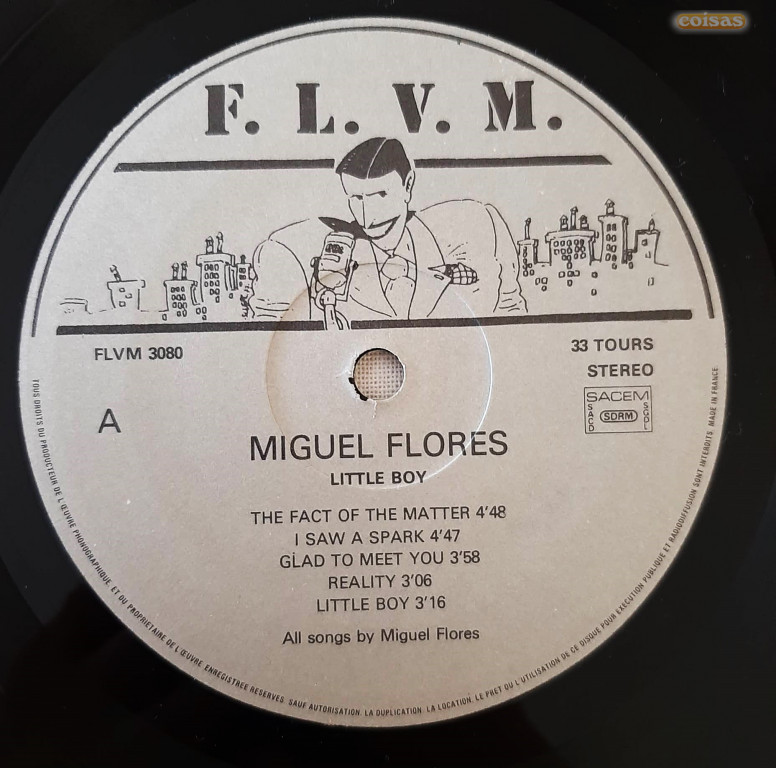 coisas
F. L. V. M.
FLVM 3080
33 TOURS
STEREO
SACEM
SACD
SDRM
SGDL
A
MIGUEL FLORES
LITTLE BOY
THE FACT OF THE MATTER 4'48
I SAW A SPARK 4'47
GLAD TO MEET YOU 3'58
REALITY 3'06
LITTLE BOY 3'16
All songs by Miguel Flores
TOUS DROITS DU PRODUCTEUR DE L'ŒUVRE PHONOGRAPHIQUE ET DU PROPRIETAIRE DE L'ŒUVRE ENREGISTREE RESERVES. SAUF AUTORISATION. LA DUPLICATION. LA LOCATION. LE PRET OU L'UTILISATION DE CE DISQUE POUR EXECUTION PUBLIQUE ET RADIODIFFUSION SONT INTERDITS. MADE IN FRANCE